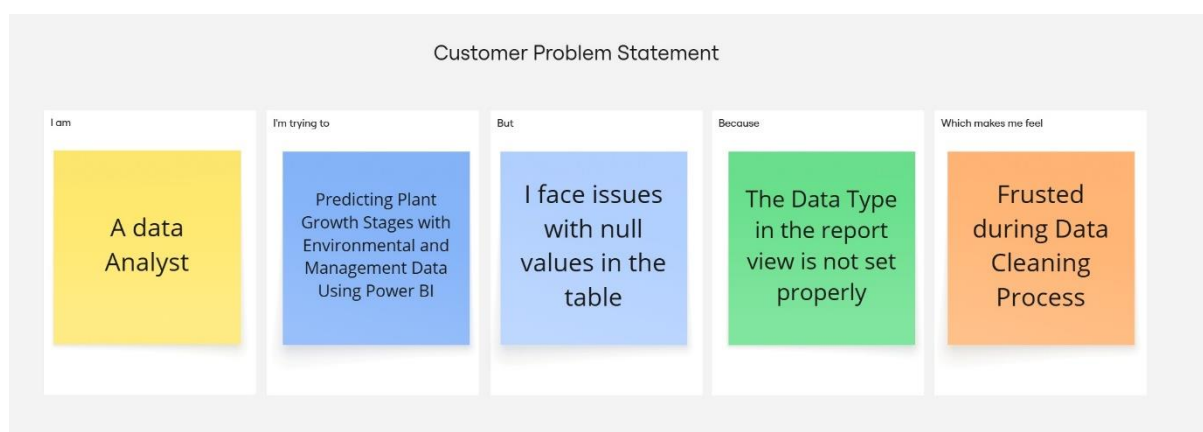 Customer Problem Statement
I am
A data
Analyst
I'm trying to
Predicting Plant
Growth Stages with
Environmental and
Management Data
Using Power BI
But
I face issues
with null
values in the
table
Because
The Data Type
in the report
view is not set
properly
Which makes me feel
Frusted
during Data
Cleaning
Process